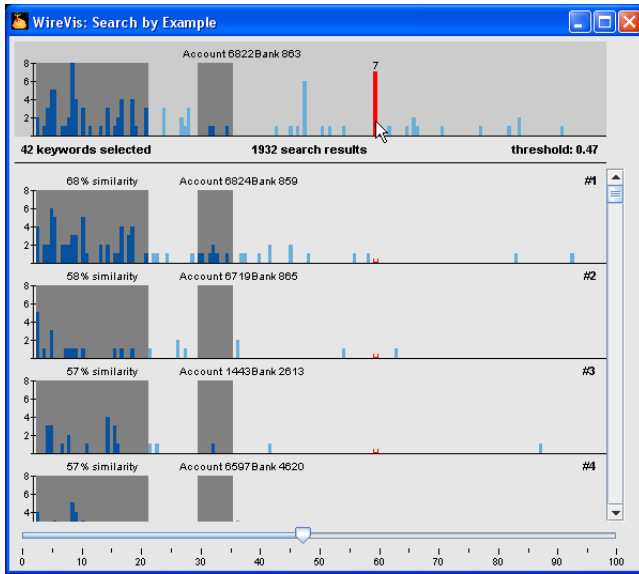 WireVis: Search by Example
Account 6822Bank 863
8
6
4
2
7
42 keywords selected 1932 search results threshold: 0.47
68% similarity Account 6824Bank 859 #1
8
6
4
2
58% similarity Account 6719Bank 865 #2
8
6
4
2
57% similarity Account 1443Bank 2613 #3
8
6
4
2
57% similarity Account 6597Bank 4620 #4
8
6
4
0 10 20 30 40 50 60 70 80 90 100